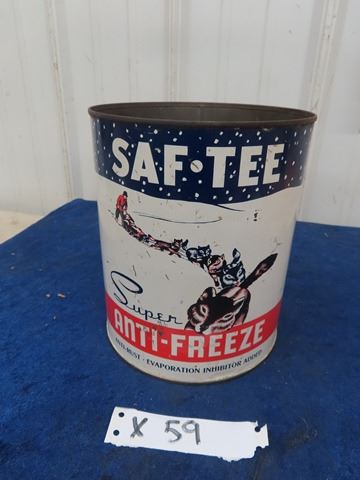 SAF•TEE
Super
ANTI-FREEZE
ANTI-RUST - EVAPORATION INHIBITOR ADDED
X 59